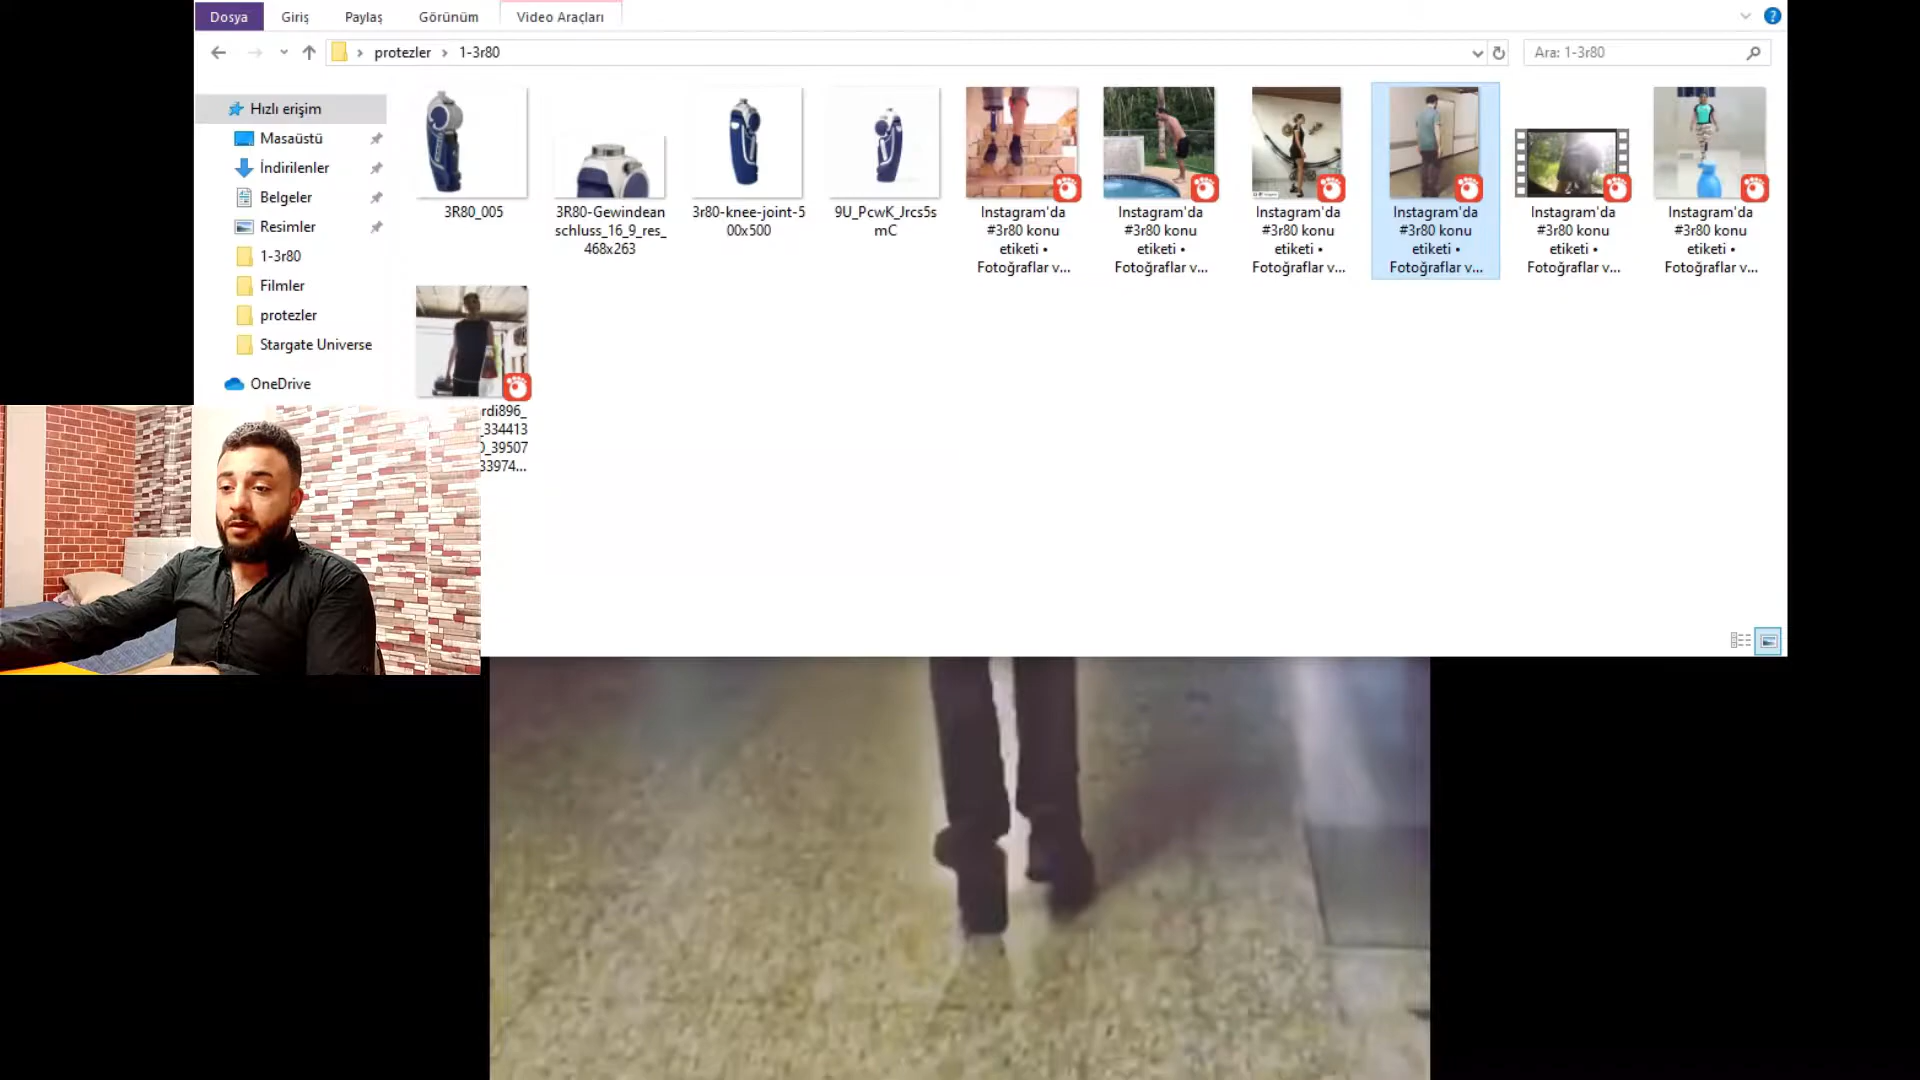 Dosya Giriş Paylaş Görünüm Video Araçları
protezler 1-3r80
Ara: 1-3r80
Hızlı erişim
Masaüstü
İndirilenler
Belgeler
Resimler
1-3r80
Filmler
protezler
Stargate Universe
OneDrive
3R80_005
3R80-Gewindean
schluss_16_9_res_
468x263
3r80-knee-joint-5
00x500
9U_PcwK_Jrcs5s
mC
Instagram'da
#3r80 konu
etiketi •
Fotoğraflar v...
Instagram'da
#3r80 konu
etiketi •
Fotoğraflar v...
Instagram'da
#3r80 konu
etiketi •
Fotoğraflar v...
Instagram'da
#3r80 konu
etiketi •
Fotoğraflar v...
Instagram'da
#3r80 konu
etiketi •
Fotoğraflar v...
Instagram'da
#3r80 konu
etiketi •
Fotoğraflar v...
rdi896_
_334413
_39507
33974...